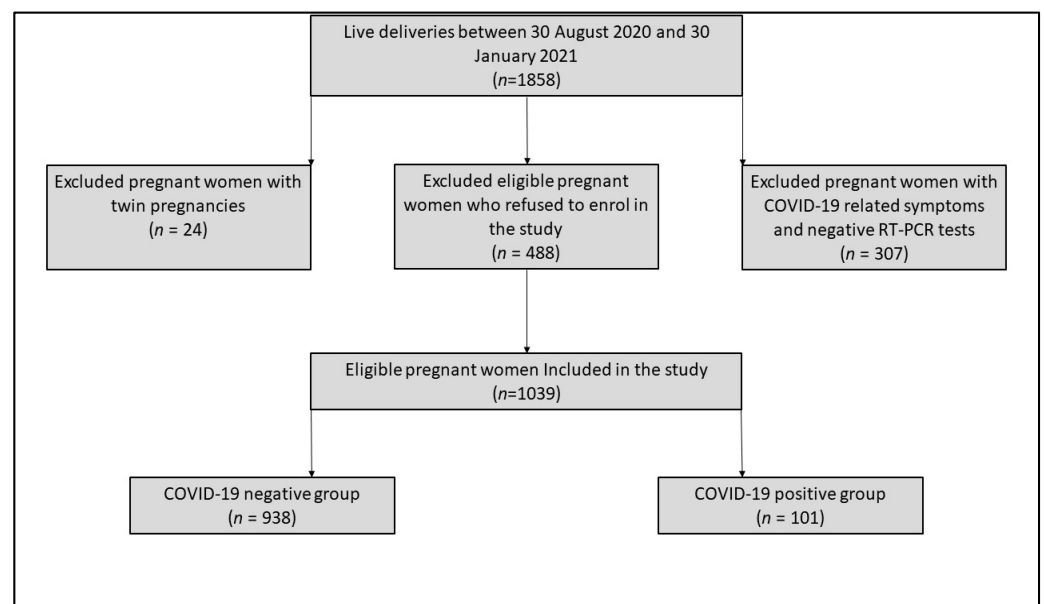 Live deliveries between 30 August 2020 and 30
January 2021
(n=1858)
Excluded pregnant women with
twin pregnancies
(n = 24)
Excluded eligible pregnant
women who refused to enrol in
the study
(n = 488)
Excluded pregnant women with
COVID-19 related symptoms
and negative RT-PCR tests
(n = 307)
Eligible pregnant women Included in the study
(n=1039)
COVID-19 negative group
(n = 938)
COVID-19 positive group
(n = 101)